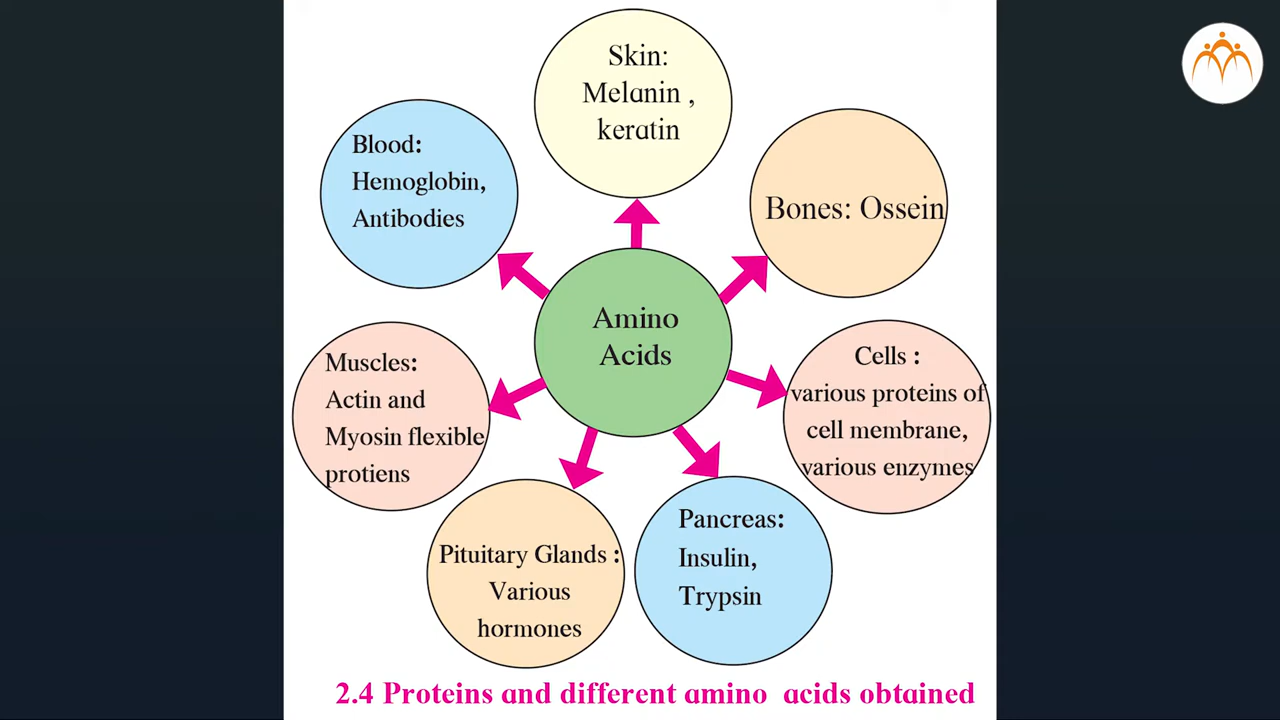 Skin:
Melanin ,
keratin
Blood:
Hemoglobin,
Antibodies
Bones: Ossein
Amino
Acids
Muscles:
Actin and
Myosin flexible
protiens
Cells :
various proteins of
cell membrane,
various enzymes
Pituitary Glands :
Various
hormones
Pancreas:
Insulin,
Trypsin
2.4 Proteins and different amino acids obtained